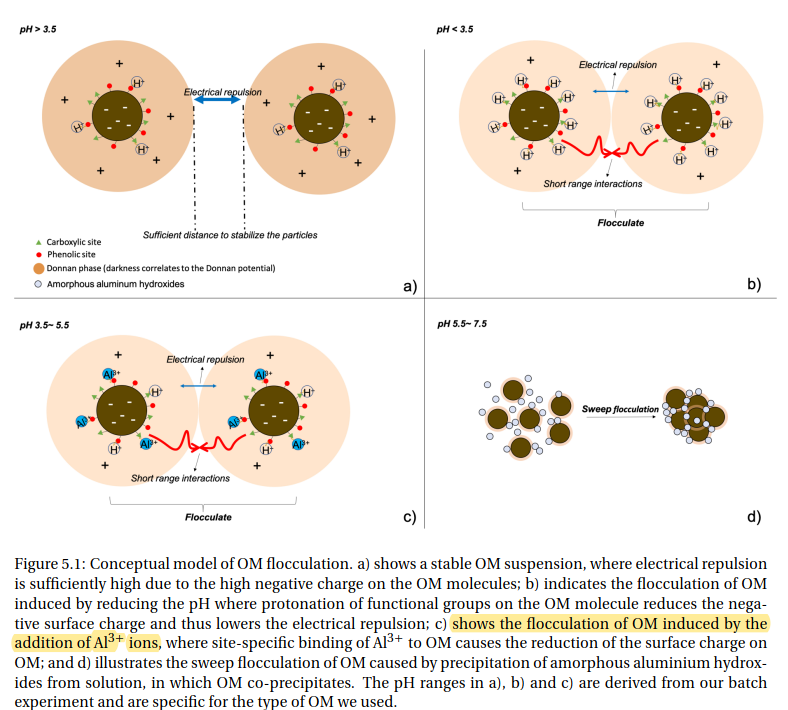 pH > 3.5
+
+
+
+
+
H⁺
H⁺
H⁺
- - - - -
Electrical repulsion
+
+
+
+
+
H⁺
H⁺
H⁺
- - - - -
Sufficient distance to stabilize the particles
Carboxylic site
Phenolic site
Donnan phase (darkness correlates to the Donnan potential)
Amorphous aluminum hydroxides
a)
pH < 3.5
+
+
H⁺
H⁺
H⁺
H⁺
H⁺
H⁺
H⁺
H⁺
- - - - -
Electrical repulsion
+
+
H⁺
H⁺
H⁺
H⁺
H⁺
H⁺
H⁺
H⁺
- - - - -
Short range interactions
Flocculate
b)
pH 3.5~ 5.5
+
+
Al³⁺
Al
Al³⁺
H⁺
H⁺
- - - - -
Electrical repulsion
+
+
Al³⁺
Al
Al³⁺
H⁺
H⁺
- - - - -
Short range interactions
Flocculate
c)
pH 5.5~ 7.5
Sweep flocculation
d)
Figure 5.1: Conceptual model of OM flocculation. a) shows a stable OM suspension, where electrical repulsion
is sufficiently high due to the high negative charge on the OM molecules; b) indicates the flocculation of OM
induced by reducing the pH where protonation of functional groups on the OM molecule reduces the nega-
tive surface charge and thus lowers the electrical repulsion; c) shows the flocculation of OM induced by the
addition of Al³⁺ ions, where site-specific binding of Al³⁺ to OM causes the reduction of the surface charge on
OM; and d) illustrates the sweep flocculation of OM caused by precipitation of amorphous aluminium hydrox-
ides from solution, in which OM co-precipitates. The pH ranges in a), b) and c) are derived from our batch
experiment and are specific for the type of OM we used.